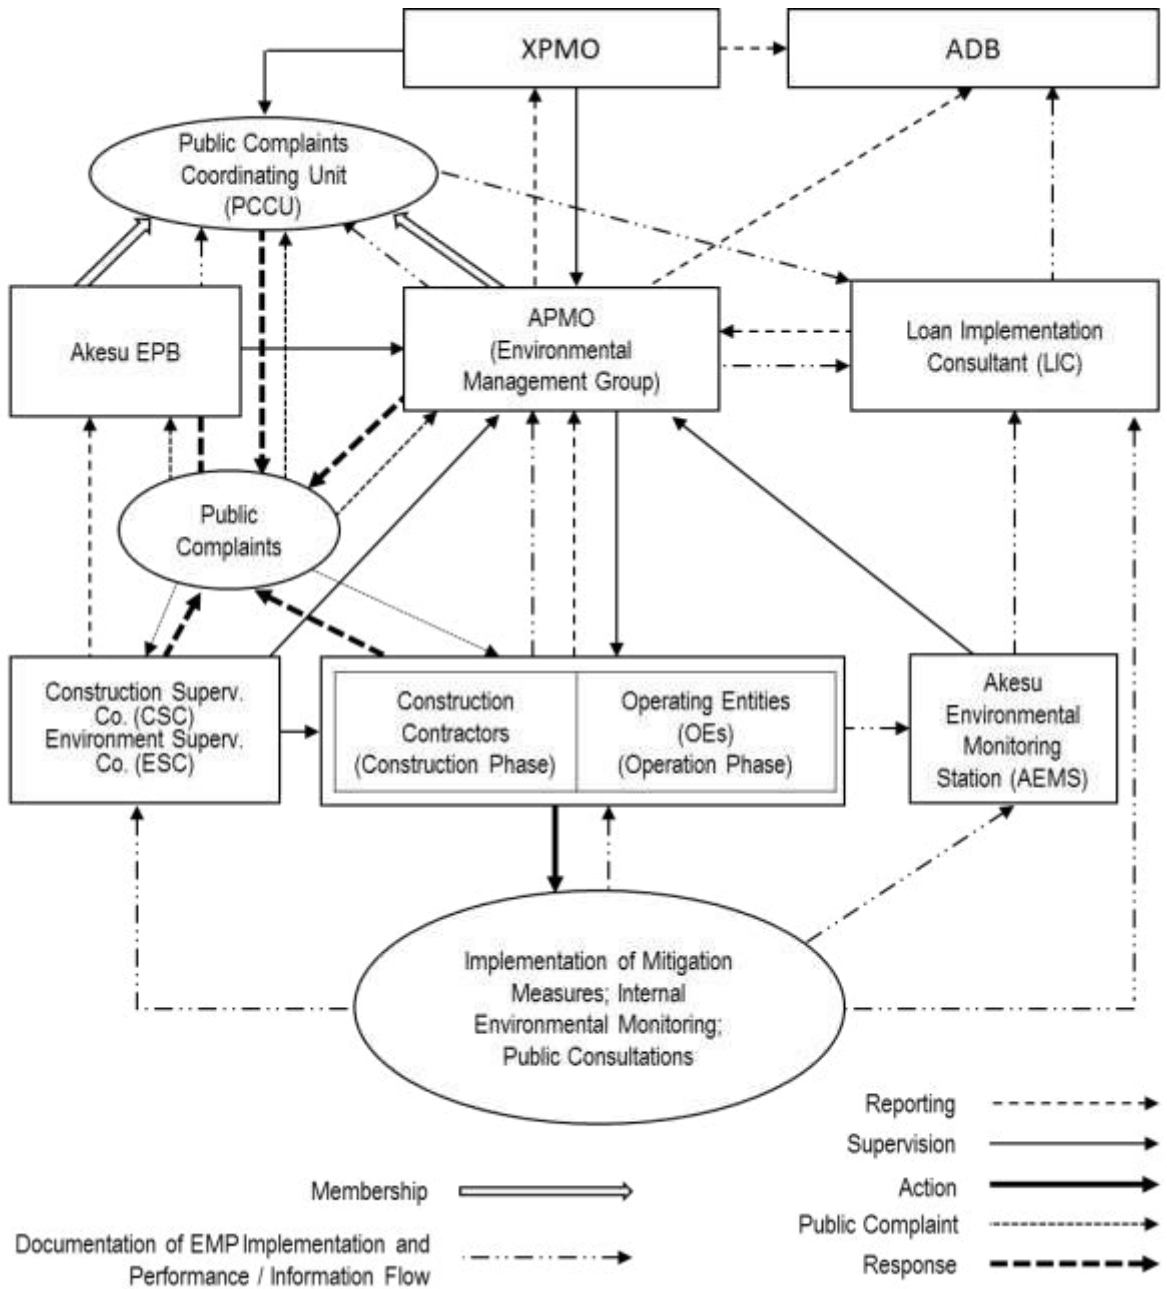 XPMO
ADB
Public Complaints
Coordinating Unit
(PCCU)
Akesu EPB
APMO
(Environmental
Management Group)
Loan Implementation
Consultant (LIC)
Public
Complaints
Construction Superv.
Co. (CSC)
Environment Superv.
Co. (ESC)
Construction
Contractors
(Construction Phase)
Operating Entities
(OEs)
(Operation Phase)
Akesu
Environmental
Monitoring
Station (AEMS)
Implementation of Mitigation
Measures; Internal
Environmental Monitoring;
Public Consultations
Reporting
Supervision
Action
Public Complaint
Response
Membership
Documentation of EMP Implementation and
Performance / Information Flow